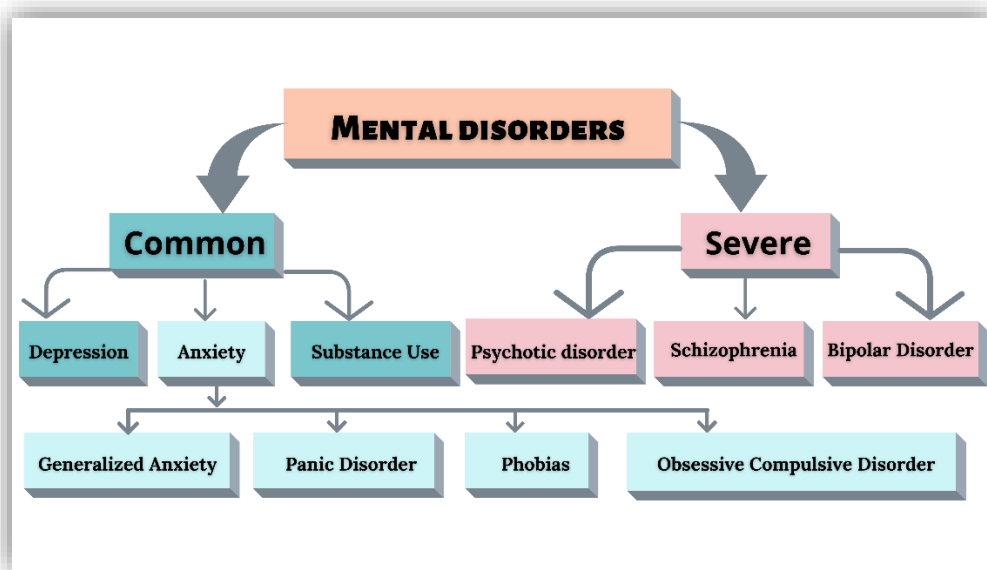 MENTAL DISORDERS
Common
Severe
Depression
Anxiety
Substance Use
Psychotic disorder
Schizophrenia
Bipolar Disorder
Generalized Anxiety
Panic Disorder
Phobias
Obsessive Compulsive Disorder